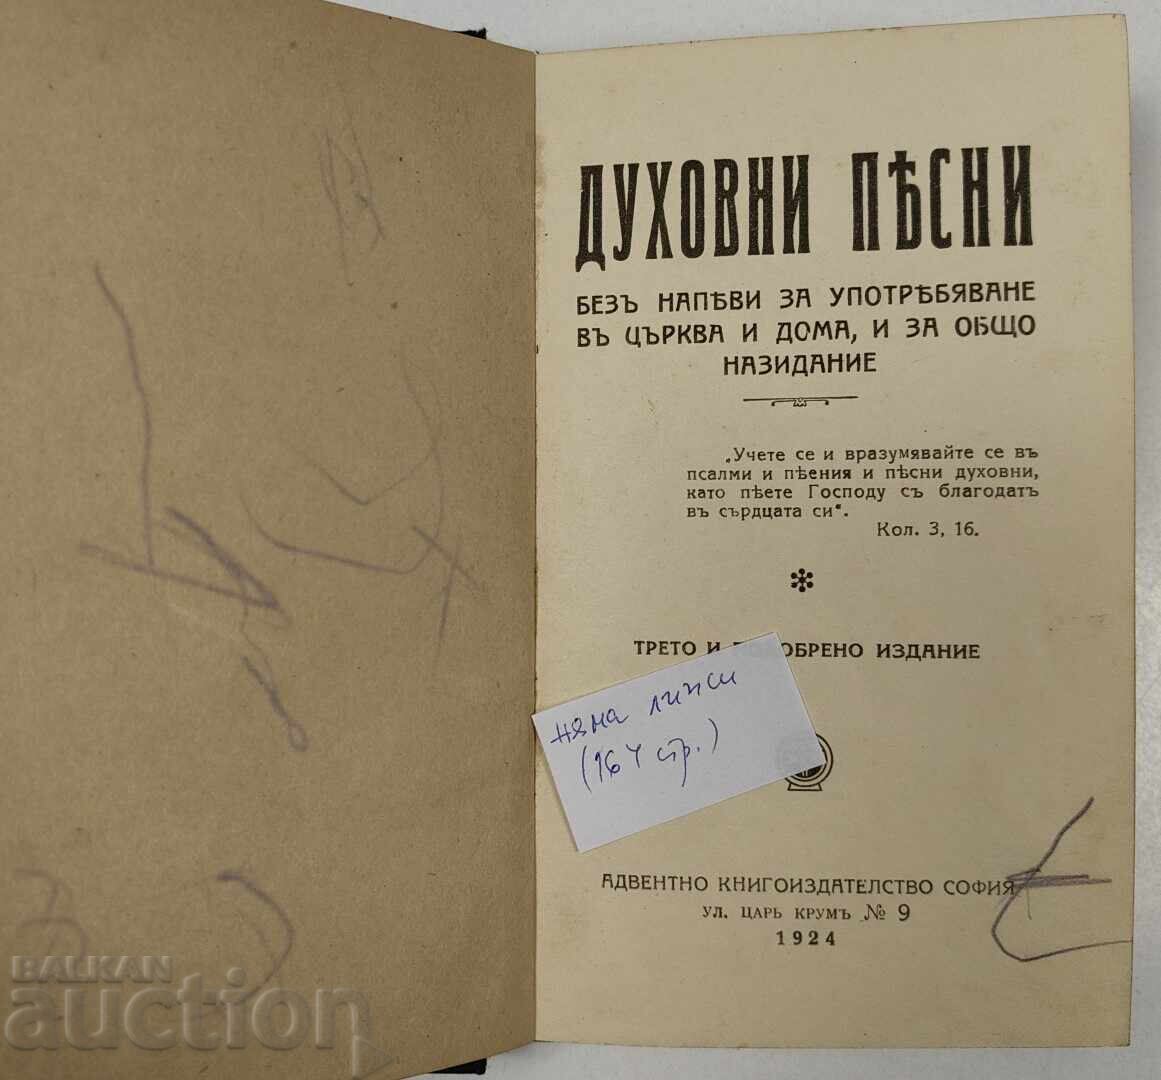 ДУХОВНИ ПѢСНИ
БЕЗЪ НАПѢВИ ЗА УПОТРѢБЯВАНЕ
ВЪ ЦЪРКВА И ДОМА, И ЗА ОБЩО
НАЗИДАНИЕ
„Учете се и вразумявайте се въ
псалми и пѣения и пѣсни духовни,
като пѣете Господу съ благодать
въ сърдцата си“.
Кол. 3, 16.
ТРЕТО И ОБРЕНО ИЗДАНИЕ
няма липси
(164 стр.)
АДВЕНТНО КНИГОИЗДАТЕЛСТВО СОФИЯ
УЛ. ЦАРЬ КРУМЪ № 9
1924
BALKAN
auction